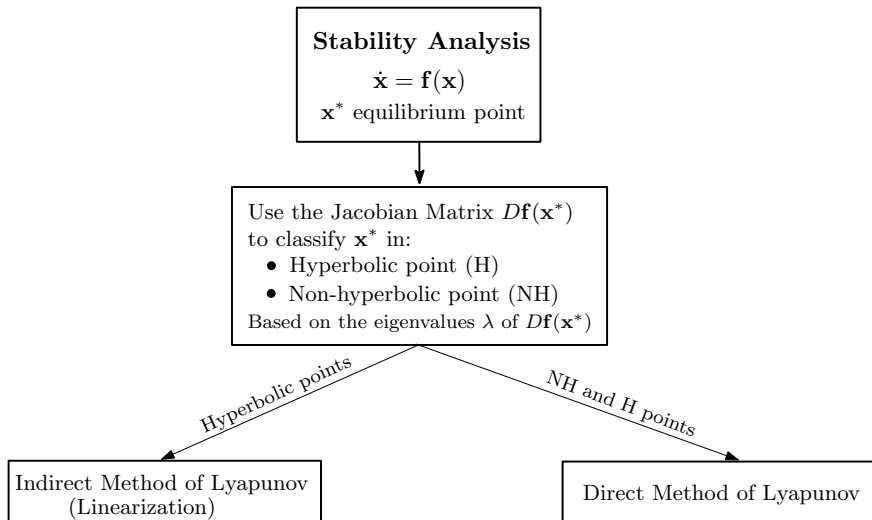 Stability Analysis
ẋ = f(x)
x* equilibrium point
Use the Jacobian Matrix Df(x*)
to classify x* in:
• Hyperbolic point (H)
• Non-hyperbolic point (NH)
Based on the eigenvalues λ of Df(x*)
Hyperbolic points
NH and H points
Indirect Method of Lyapunov
(Linearization)
Direct Method of Lyapunov